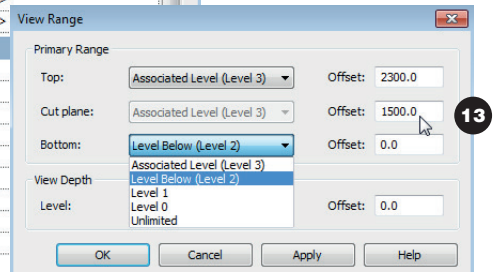 View Range
Primary Range
Top: Associated Level (Level 3) Offset: 2300.0
Cut plane: Associated Level (Level 3) Offset: 1500.0
13
Bottom: Level Below (Level 2) Offset: 0.0
Associated Level (Level 3)
Level Below (Level 2)
Level 1
Level 0
Unlimited
View Depth
Level: Offset: 0.0
OK Cancel Apply Help